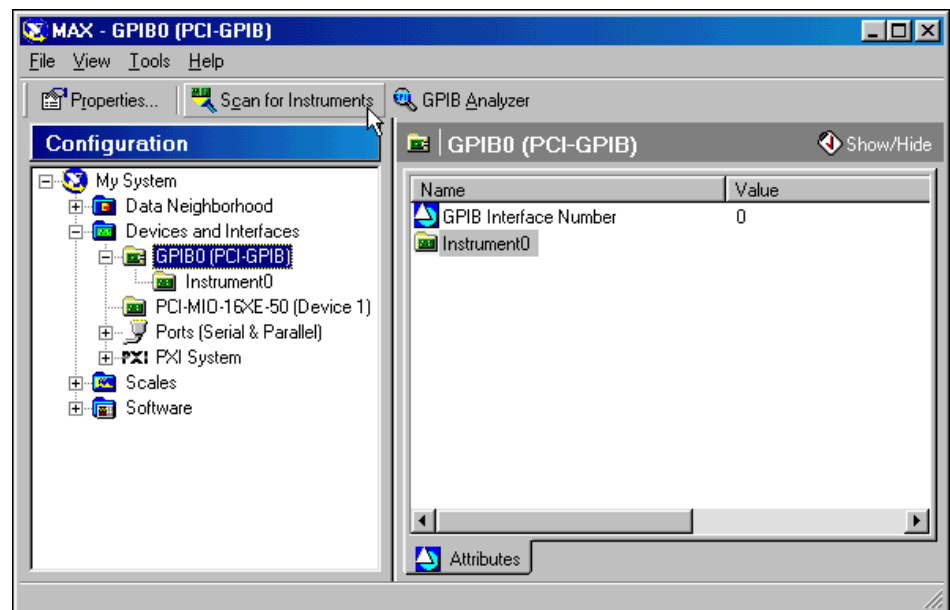 MAX - GPIB0 (PCI-GPIB)
File View Tools Help
Properties... Scan for Instruments GPIB Analyzer
Configuration
GPIB0 (PCI-GPIB) Show/Hide
My System
Data Neighborhood
Devices and Interfaces
GPIB0 (PCI-GPIB)
Instrument0
PCI-MIO-16XE-50 (Device 1)
Ports (Serial & Parallel)
PXI PXI System
Scales
Software
Name Value
GPIB Interface Number 0
Instrument0
Attributes